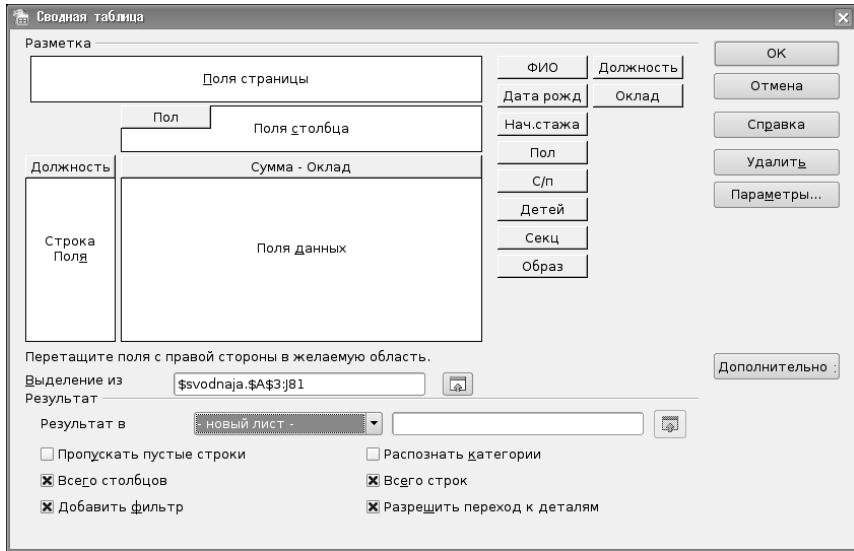 Сводная таблица
Разметка
Поля страницы
ФИО
Должность
ОК
Дата рожд
Оклад
Отмена
Пол
Поля столбца
Нач.стажа
Справка
Пол
Должность
Сумма - Оклад
Удалить
С/п
Параметры...
Детей
Строка
Поля
Поля данных
Секц
Образ
Перетащите поля с правой стороны в желаемую область.
Дополнительно :
Выделение из
$svodnaja.$A$3:J81
Результат
Результат в
- новый лист -
Пропускать пустые строки
Распознать категории
Всего столбцов
Всего строк
Добавить фильтр
Разрешить переход к деталям